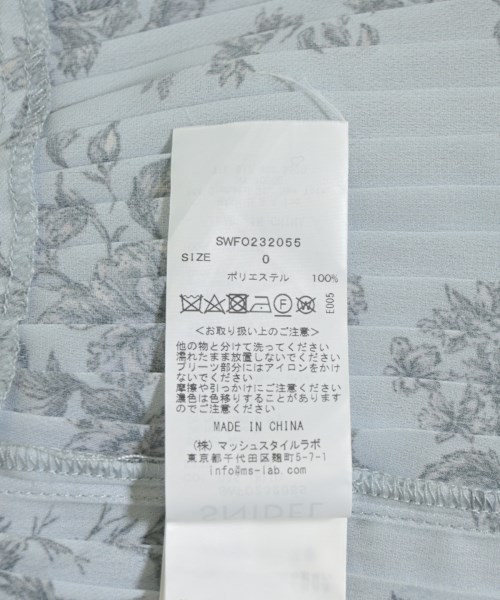 SWFO232055
SIZE 0
ポリエステル 100%
E005
<お取り扱い上のご注意>
他の物と分けて洗ってください
濡れたまま放置しないでください
プリーツ部分にはアイロンをかけ
ないでください
摩擦や引っかけにご注意ください
濃色は色移りすることがあります
のでご注意ください
MADE IN CHINA
(株) マッシュスタイルラボ
東京都千代田区麹町5-7-1
info@ms-lab.com
SNIDEL